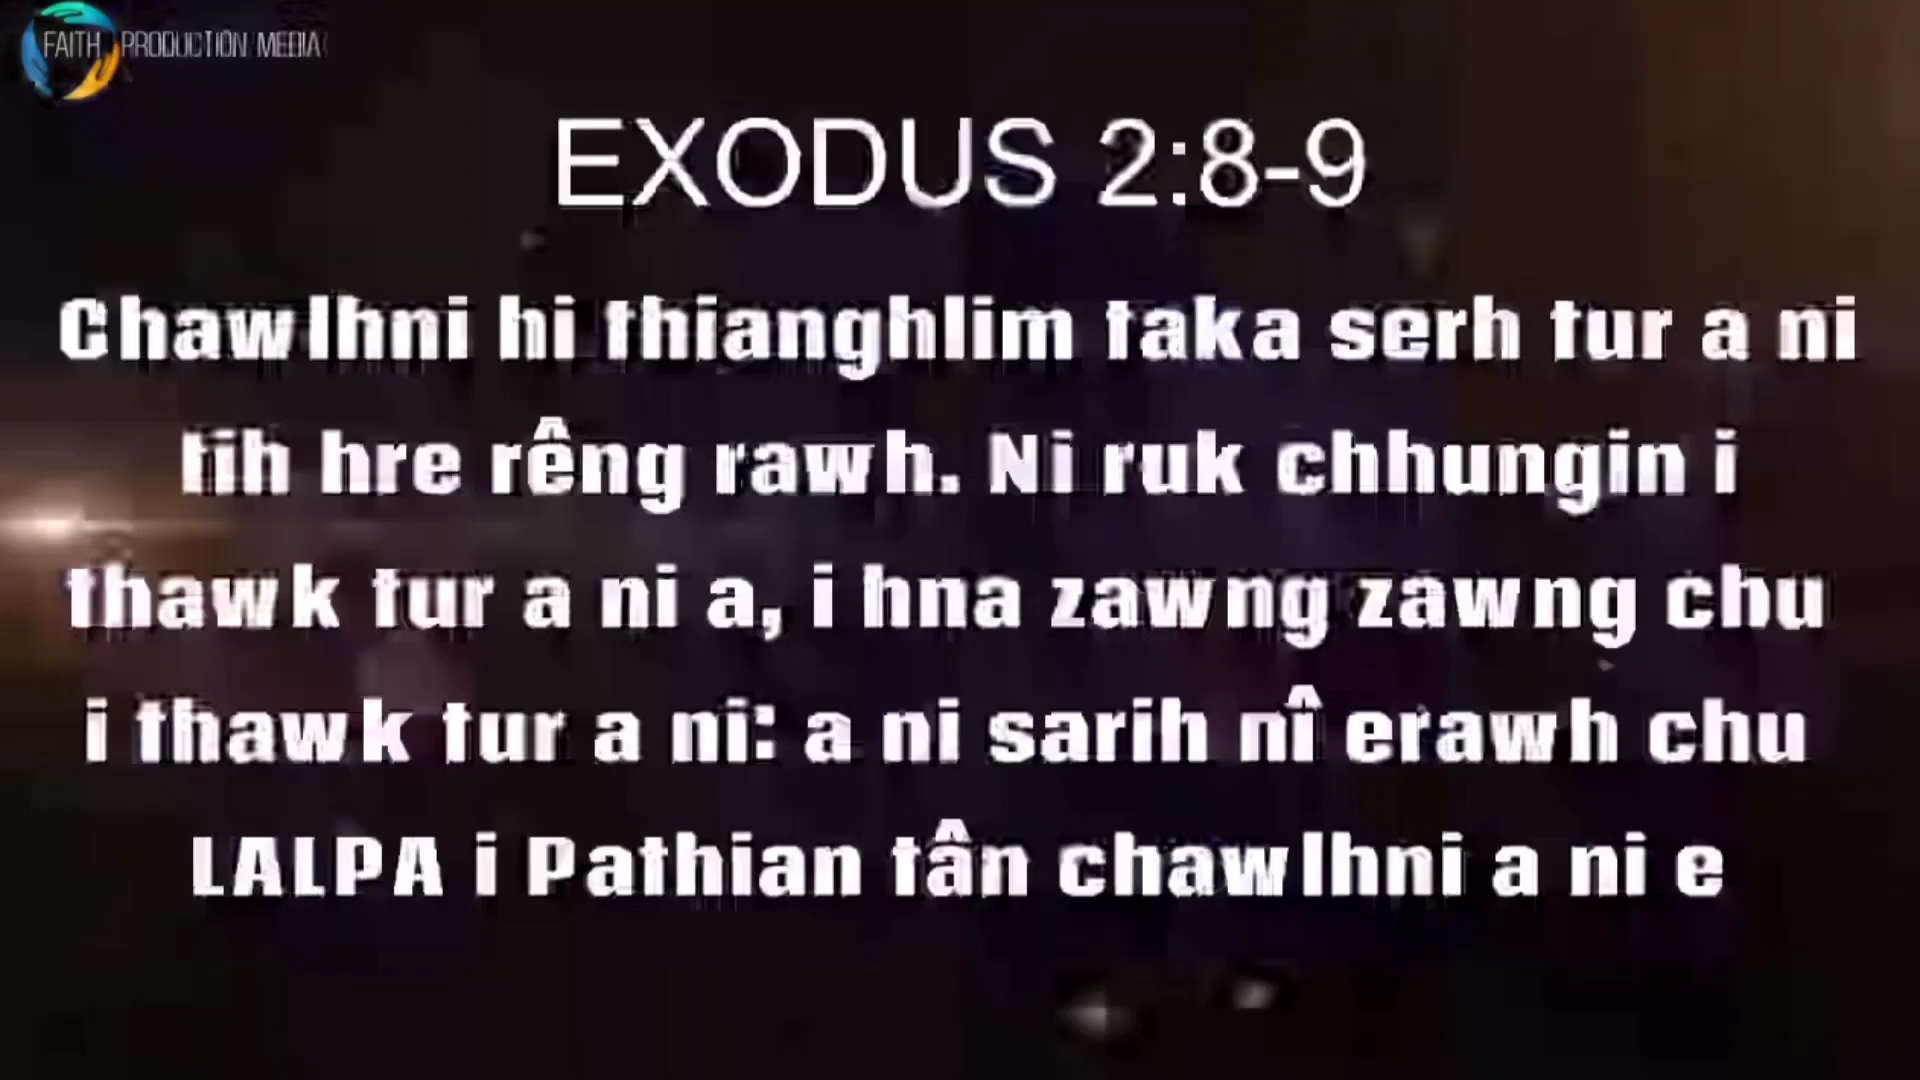 FAITH PRODUCTION MEDIA
EXODUS 2:8-9
Chawlhni hi thianghlim taka serh tur a ni
tih hre rêng rawh. Ni ruk chhungin i
thawk tur a ni a, i hna zawng zawng chu
i thawk tur a ni: a ni sarih nî erawh chu
LALPA i Pathian tân chawlhni a ni e